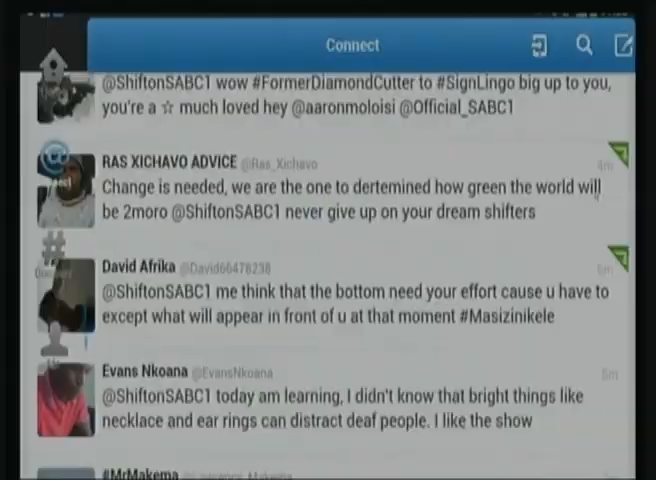 Connect
@ShiftonSABC1 wow #FormerDiamondCutter to #SignLingo big up to you,
you're a ☆ much loved hey @aaronmoloisi @Official_SABC1
RAS XICHAVO ADVICE @Ras_Xichavo 4m
Change is needed, we are the one to dertemined how green the world will
be 2moro @ShiftonSABC1 never give up on your dream shifters
David Afrika @David66478238
@ShiftonSABC1 me think that the bottom need your effort cause u have to
except what will appear in front of u at that moment #Masizinikele
Evans Nkoana @EvansNkoana
@ShiftonSABC1 today am learning, I didn't know that bright things like
necklace and ear rings can distract deaf people. I like the show
#MrMakema